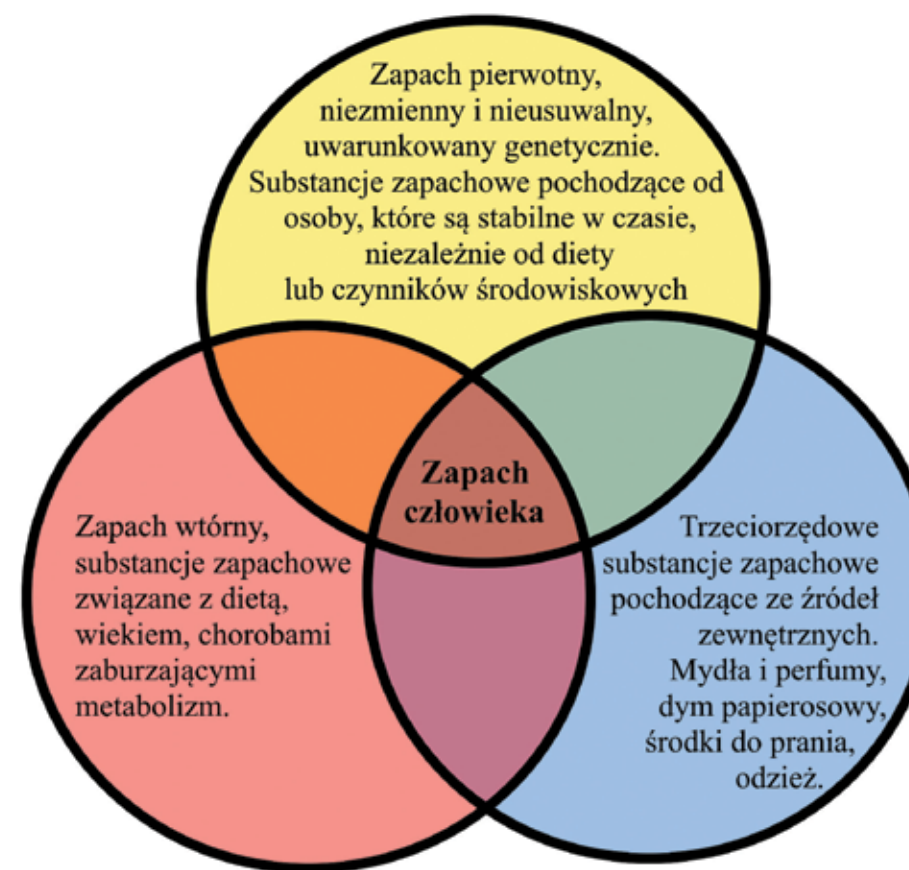 Zapach pierwotny,
niezmienny i nieusuwalny,
uwarunkowany genetycznie.
Substancje zapachowe pochodzące od
osoby, które są stabilne w czasie,
niezależnie od diety
lub czynników środowiskowych
Zapach
człowieka
Zapach wtórny,
substancje zapachowe
związane z dietą,
wiekiem, chorobami
zaburzającymi
metabolizm.
Trzeciorzędowe
substancje zapachowe
pochodzące ze źródeł
zewnętrznych.
Mydła i perfumy,
dym papierosowy,
środki do prania,
odzież.